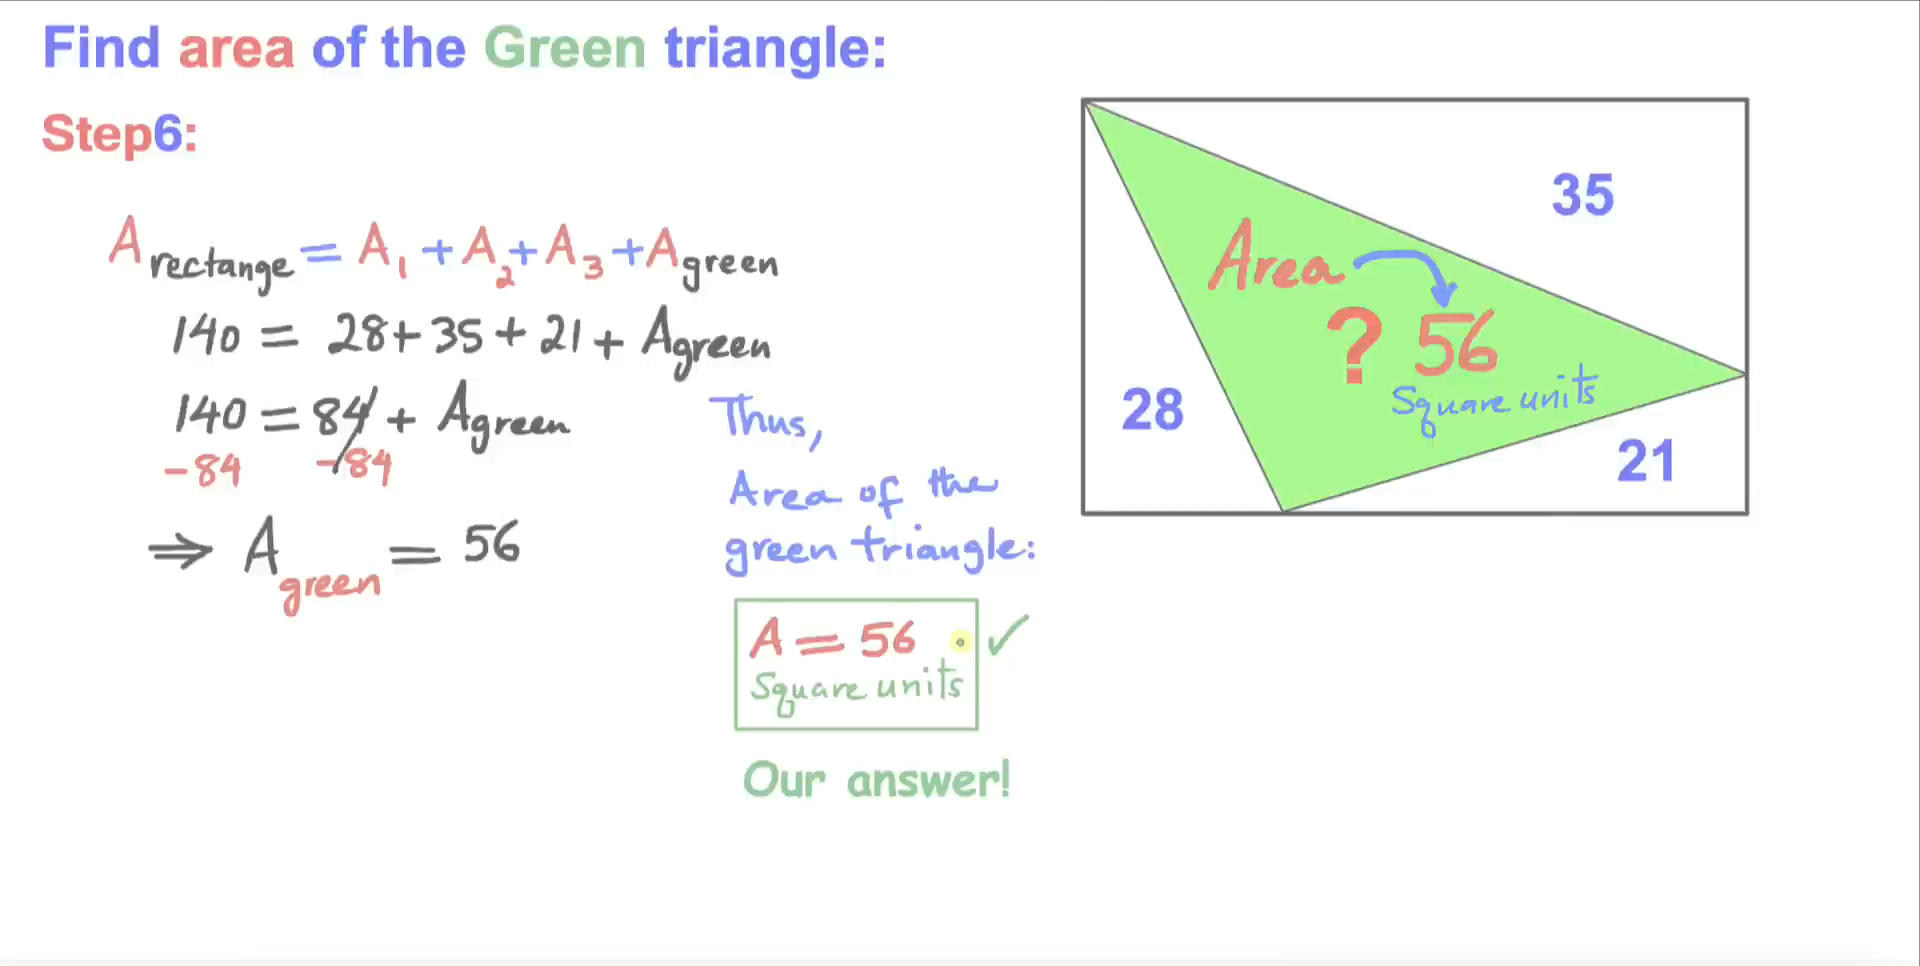 Find area of the Green triangle:
Step6:
A rectange = A1 + A2 + A3 + Agreen
140 = 28 + 35 + 21 + Agreen
140 = 84 + Agreen
-84 -84
⇒ Agreen = 56
Thus,
Area of the
green triangle:
A = 56
Square units
Our answer!
35
Area
? 56
Square units
28
21